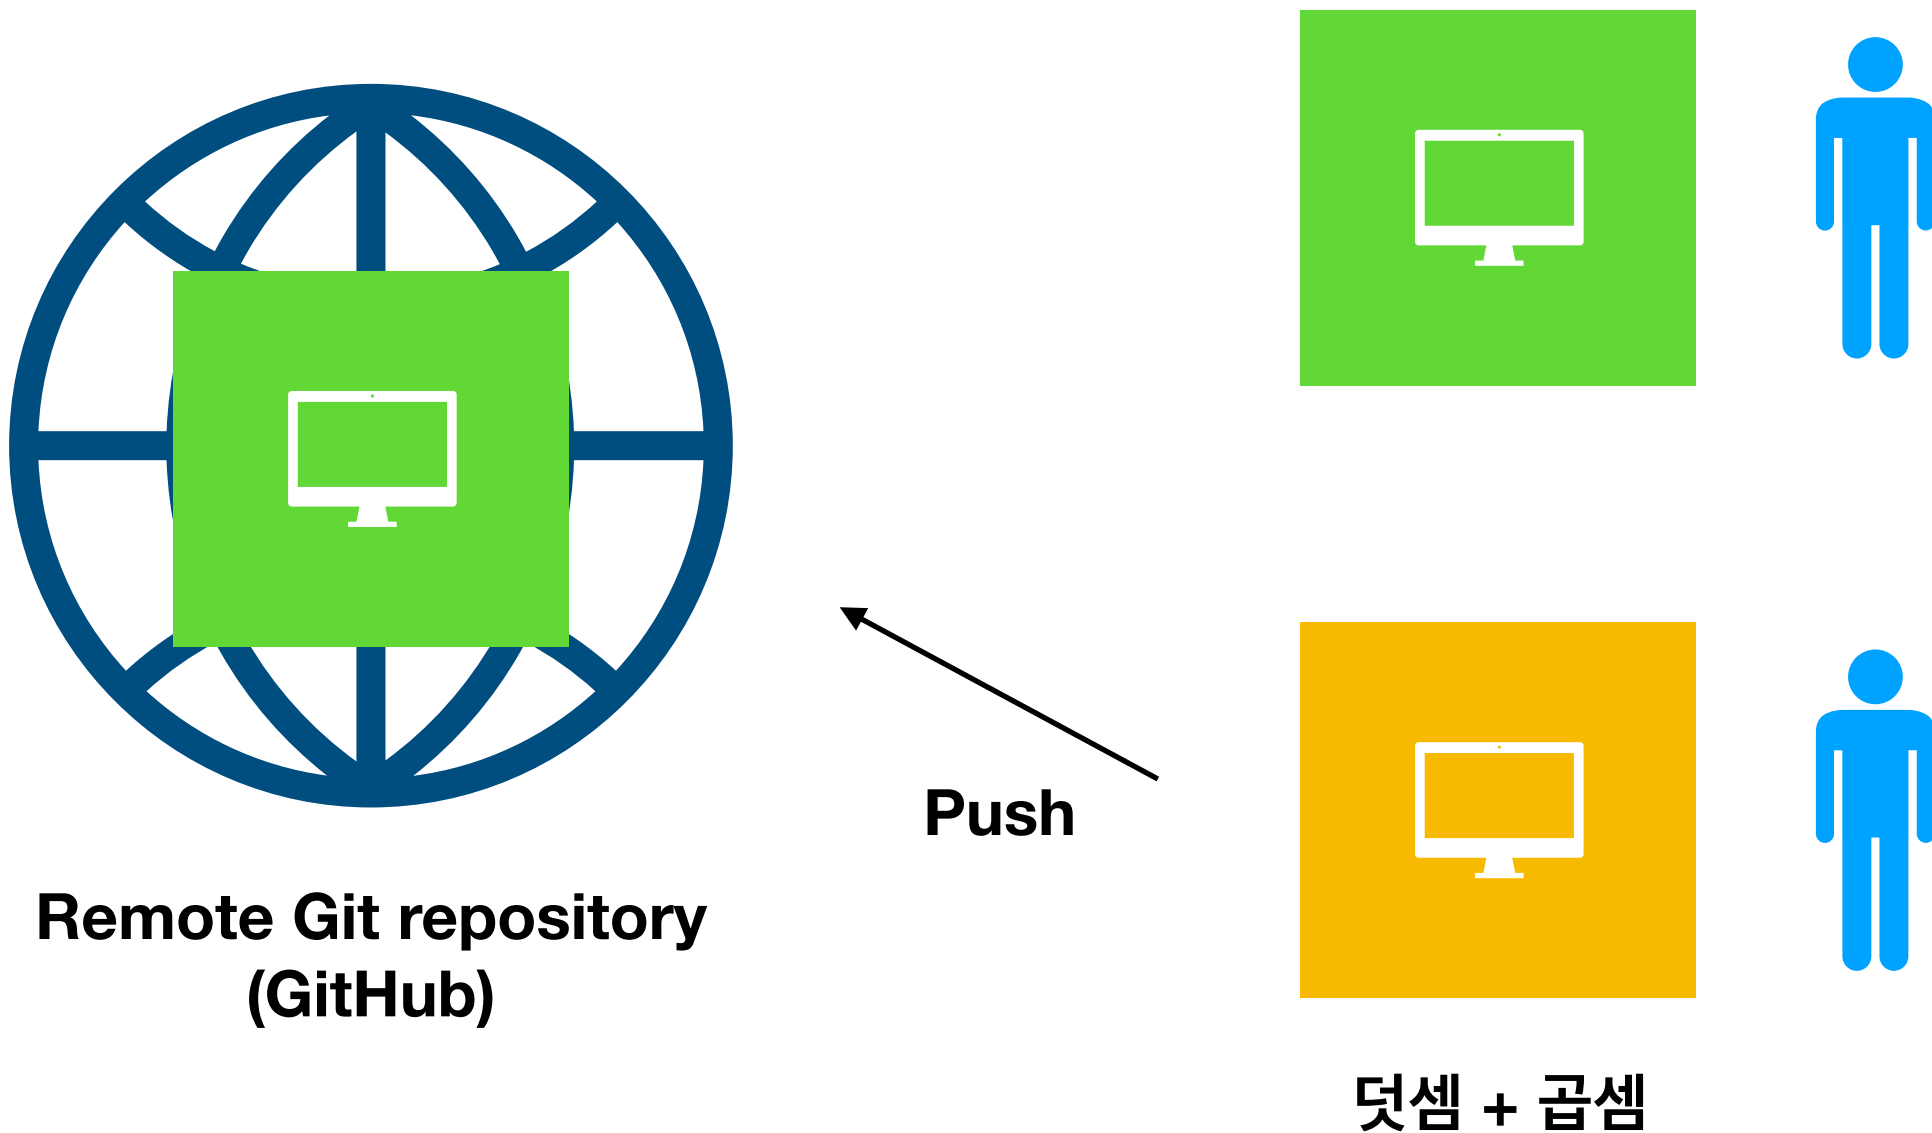 Push
Remote Git repository
(GitHub)
덧셈 + 곱셈